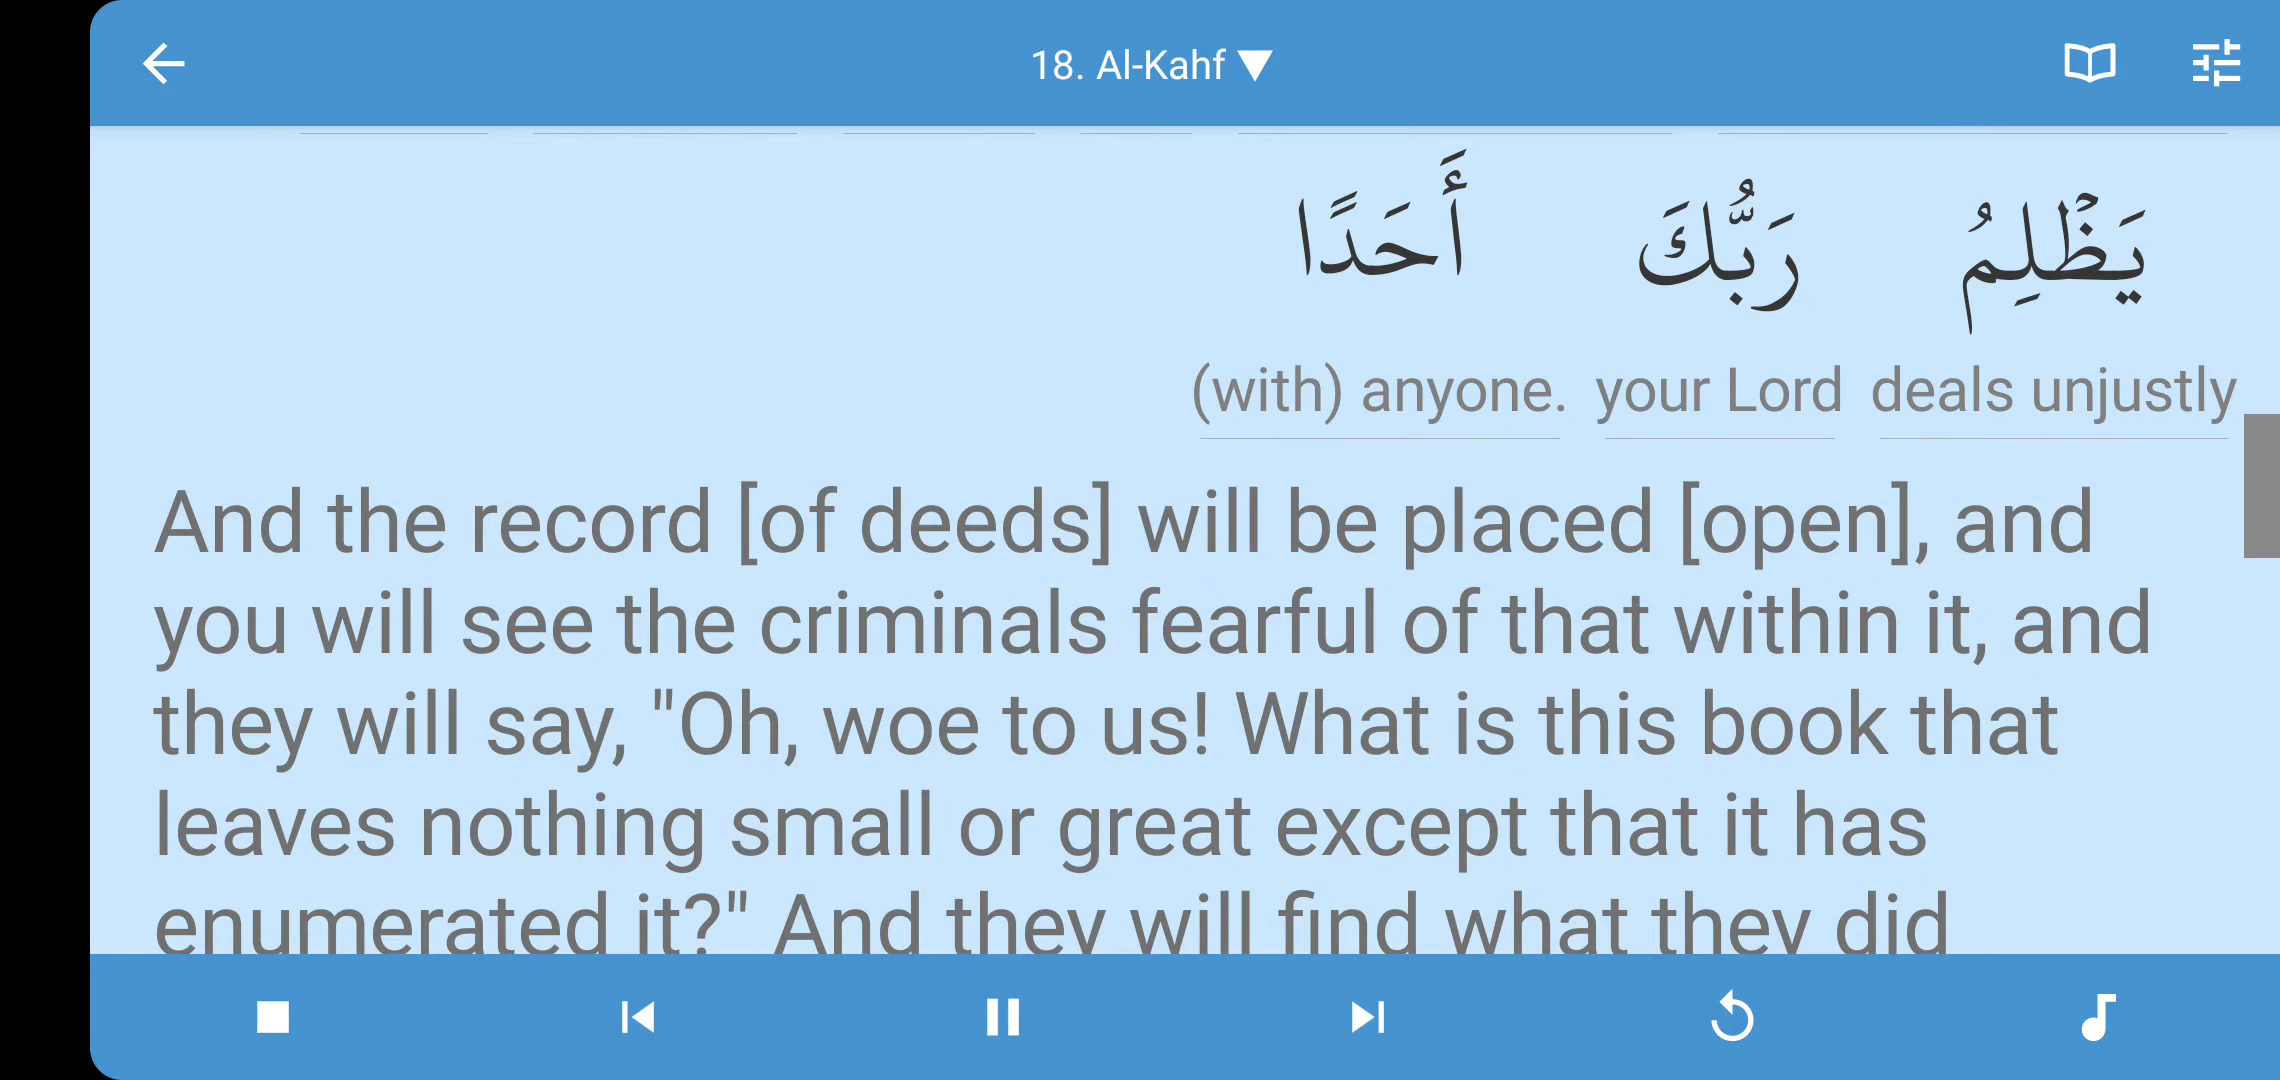 18. Al-Kahf ▼
يَظْلِمُ رَبُّكَ أَحَدًا
deals unjustly your Lord (with) anyone.
And the record [of deeds] will be placed [open], and
you will see the criminals fearful of that within it, and
they will say, "Oh, woe to us! What is this book that
leaves nothing small or great except that it has
enumerated it?" And they will find what they did